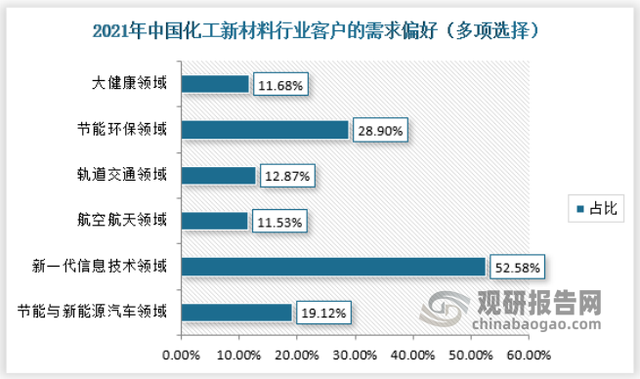 2021年中国化工新材料行业客户的需求偏好（多项选择）
大健康领域 11.68%
节能环保领域 28.90%
轨道交通领域 12.87%
航空航天领域 11.53%
新一代信息技术领域 52.58%
节能与新能源汽车领域 19.12%
占比
0.00% 10.00% 20.00% 30.00% 40.00% 50.00% 60.00%
观研报告网
chinabaogao.com